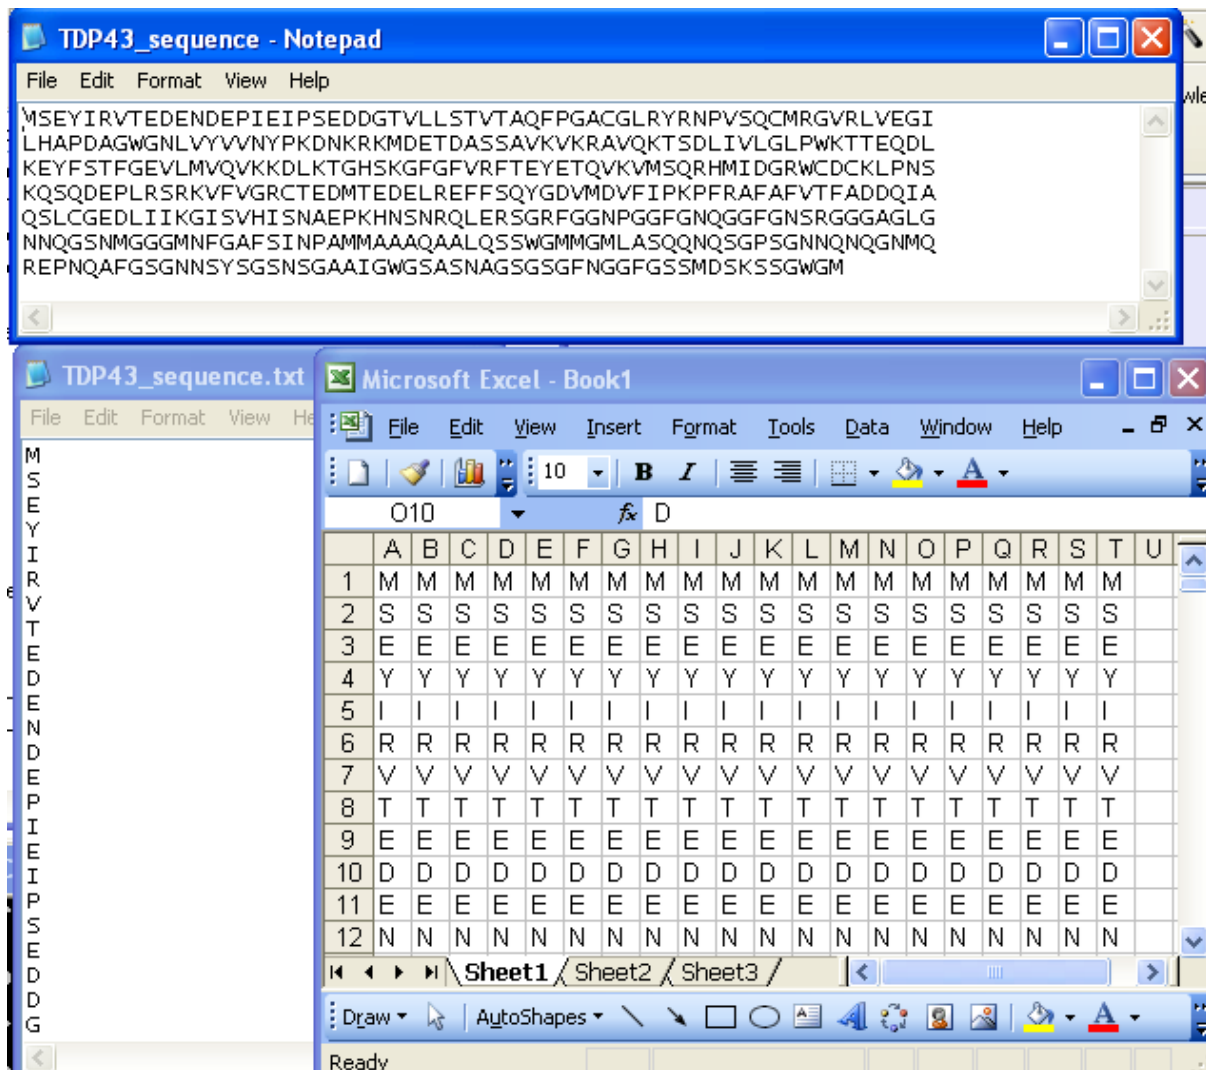 TDP43_sequence - Notepad
File Edit Format View Help
MSEYIRVTEDENDEPIEIPSEDDGTVLLSTVTAQFPGACGLRYRNPVSQCMRGVRLVEGI
LHAPDAGWGNLVYVVNYPKDNKRKMDETDASSAVKVKRAVQKTSDLIVLGLPWKTTEQDL
KEYFSTFGEVLMVQVKKDLKTGHSKGFGFVRFTEYETQVKVMSQRHMIDGRWCDCKLPNS
KQSQDEPLRSRKVFVGRCTEDMTEDELREFFSQYGDVMDVFIPKPFRAFAFVTFADDQIA
QSLCGEDLIIKGISVHISNAEPKHNSNRQLERSGRFGGNPGGFGNQGGFGNSRGGGAGLG
NNQGSNMGGGMNFGAFSINPAMMAAAQAALQSSWGMMGMLASQQNQSGPSGNNQNQGNMQ
REPNQAFGSGNNSYSGSNSGAAIGWGSASNAGSGSGFNGGFGSSMDSKSSGWGM
TDP43_sequence.txt
File Edit Format View He
M
S
E
Y
I
R
V
T
E
D
E
N
D
E
P
I
E
I
P
S
E
D
D
G
Microsoft Excel - Book1
File Edit View Insert Format Tools Data Window Help
10 B I A
O10 fx D
A B C D E F G H I J K L M N O P Q R S T U
1 M M M M M M M M M M M M M M M M M M M M
2 S S S S S S S S S S S S S S S S S S S S
3 E E E E E E E E E E E E E E E E E E E E
4 Y Y Y Y Y Y Y Y Y Y Y Y Y Y Y Y Y Y Y Y
5 I I I I I I I I I I I I I I I I I I I I
6 R R R R R R R R R R R R R R R R R R R R
7 V V V V V V V V V V V V V V V V V V V V
8 T T T T T T T T T T T T T T T T T T T T
9 E E E E E E E E E E E E E E E E E E E E
10 D D D D D D D D D D D D D D D D D D D D
11 E E E E E E E E E E E E E E E E E E E E
12 N N N N N N N N N N N N N N N N N N N N
Sheet1 Sheet2 Sheet3
Draw AutoShapes A
Ready